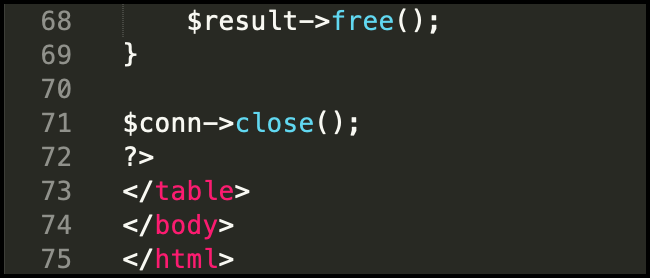 68 $result->free();
69 }
70
71 $conn->close();
72 ?>
73 </table>
74 </body>
75 </html>